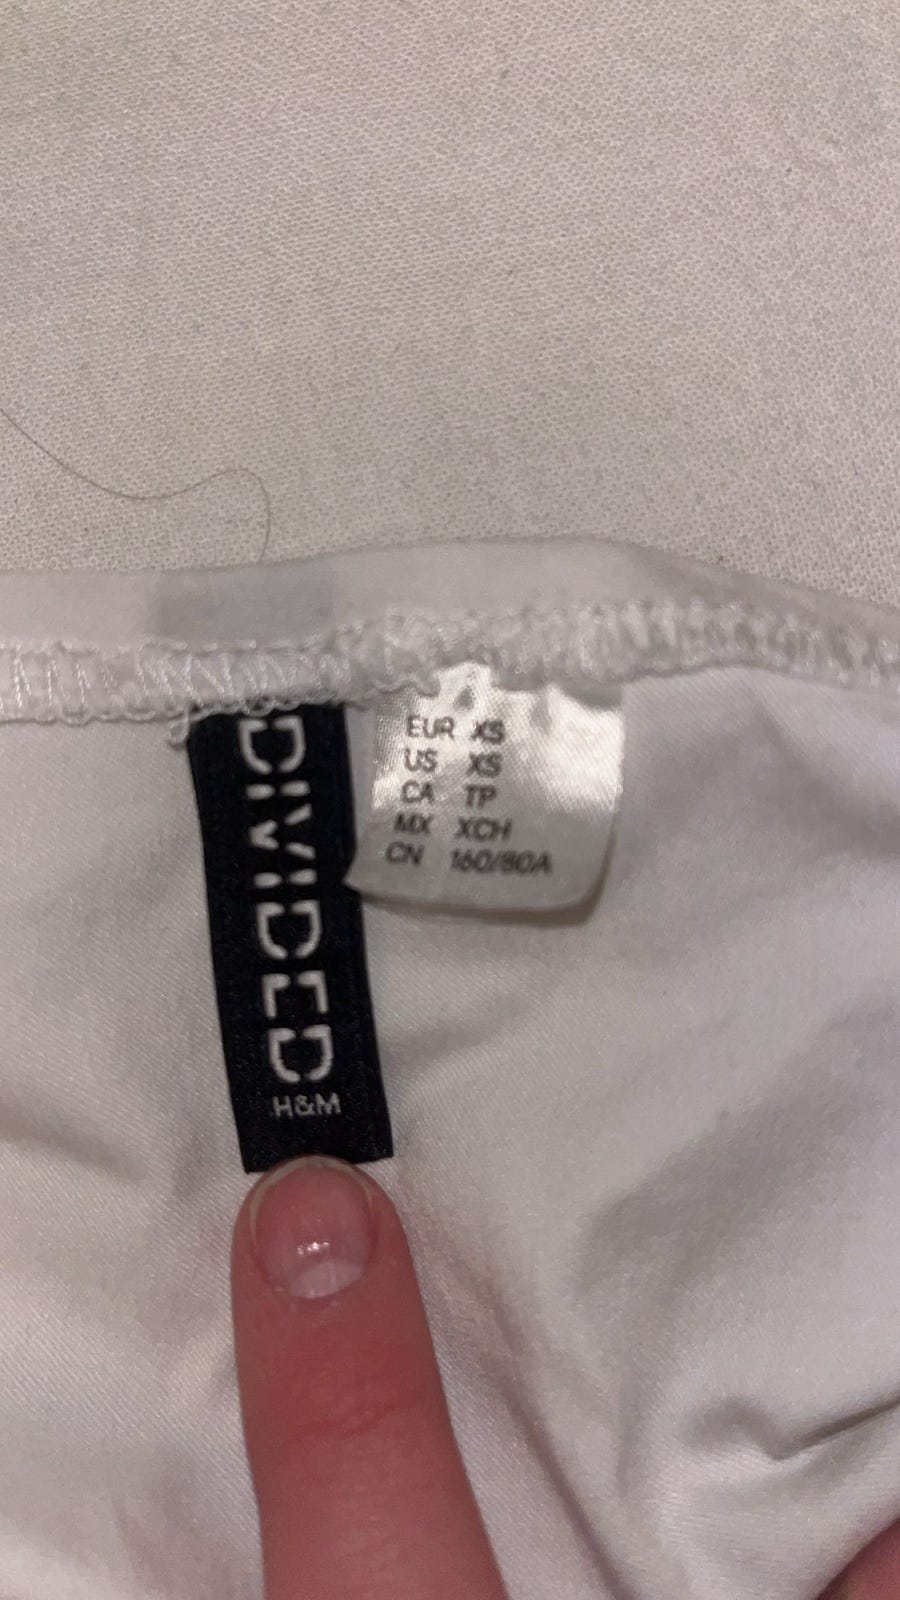 DIVIDED
H&M
EUR XS
US XS
CA TP
MX XCH
CN 160/80A